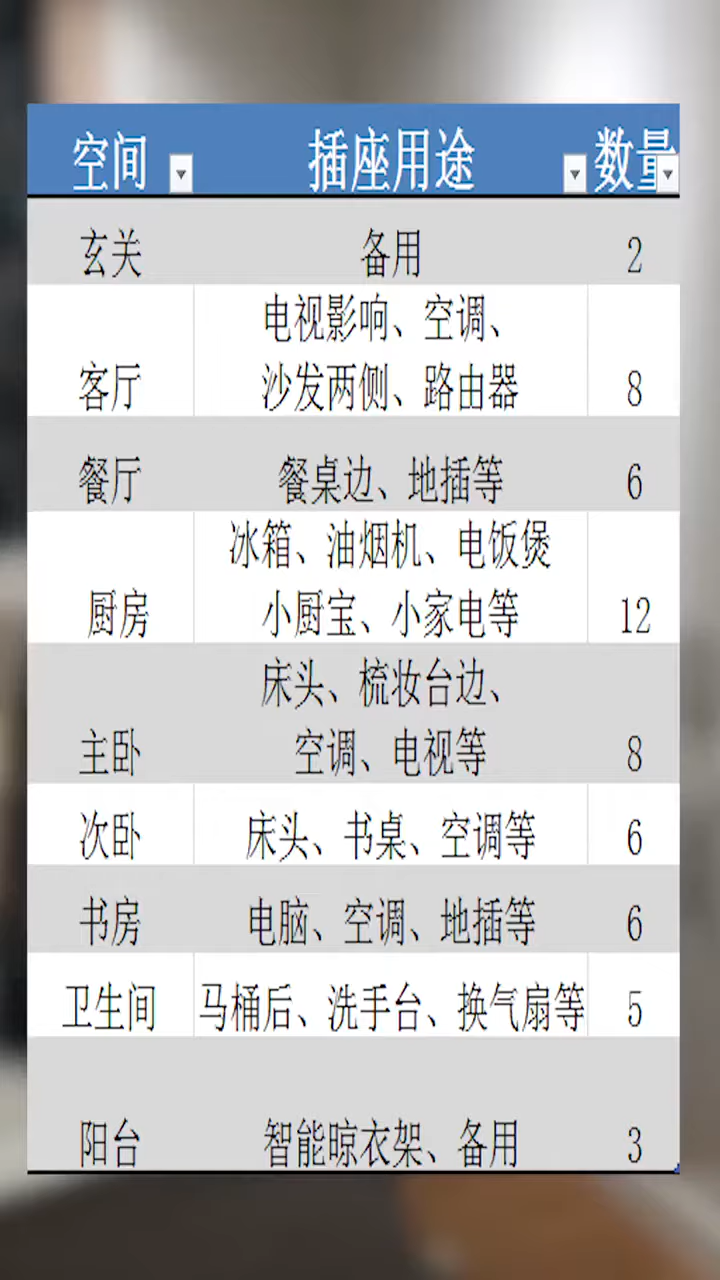 空间 插座用途 数量
玄关 备用 2
电视影响、空调、
客厅 沙发两侧、路由器 8
餐厅 餐桌边、地插等 6
冰箱、油烟机、电饭煲
厨房 小厨宝、小家电等 12
床头、梳妆台边、
主卧 空调、电视等 8
次卧 床头、书桌、空调等 6
书房 电脑、空调、地插等 6
卫生间 马桶后、洗手台、换气扇等 5
阳台 智能晾衣架、备用 3